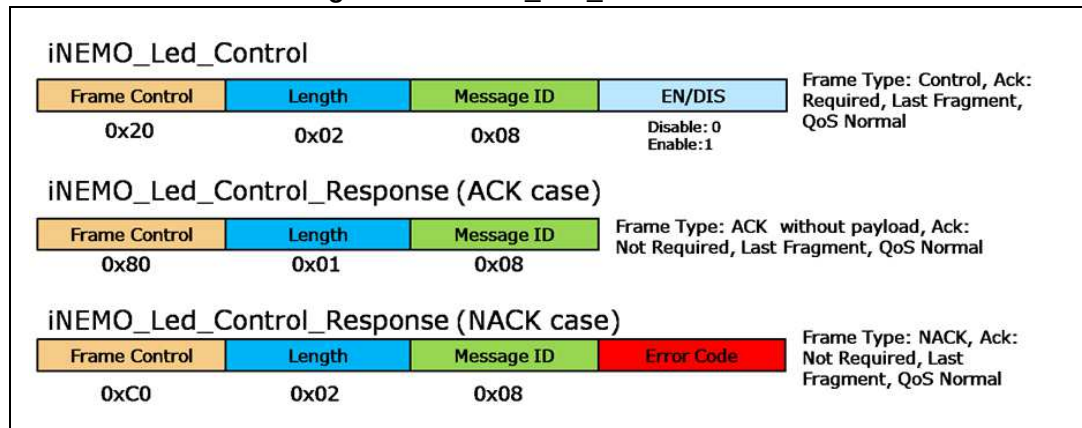 iNEMO_Led_Control
Frame Control Length Message ID EN/DIS
0x20 0x02 0x08 Disable: 0
Enable:1
Frame Type: Control, Ack:
Required, Last Fragment,
QoS Normal
iNEMO_Led_Control_Response (ACK case)
Frame Control Length Message ID
0x80 0x01 0x08
Frame Type: ACK without payload, Ack:
Not Required, Last Fragment, QoS Normal
iNEMO_Led_Control_Response (NACK case)
Frame Control Length Message ID Error Code
0xC0 0x02 0x08
Frame Type: NACK, Ack:
Not Required, Last
Fragment, QoS Normal